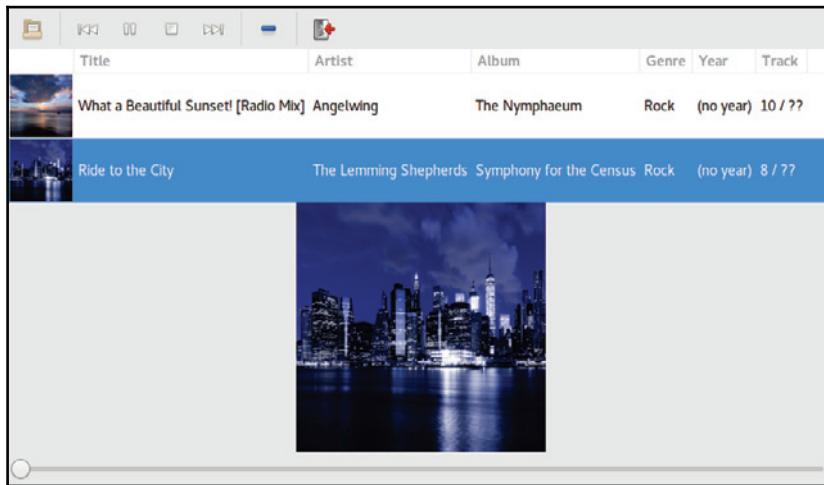 Title Artist Album Genre Year Track
What a Beautiful Sunset! [Radio Mix] Angelwing The Nymphaeum Rock (no year) 10 / ??
Ride to the City The Lemming Shepherds Symphony for the Census Rock (no year) 8 / ??